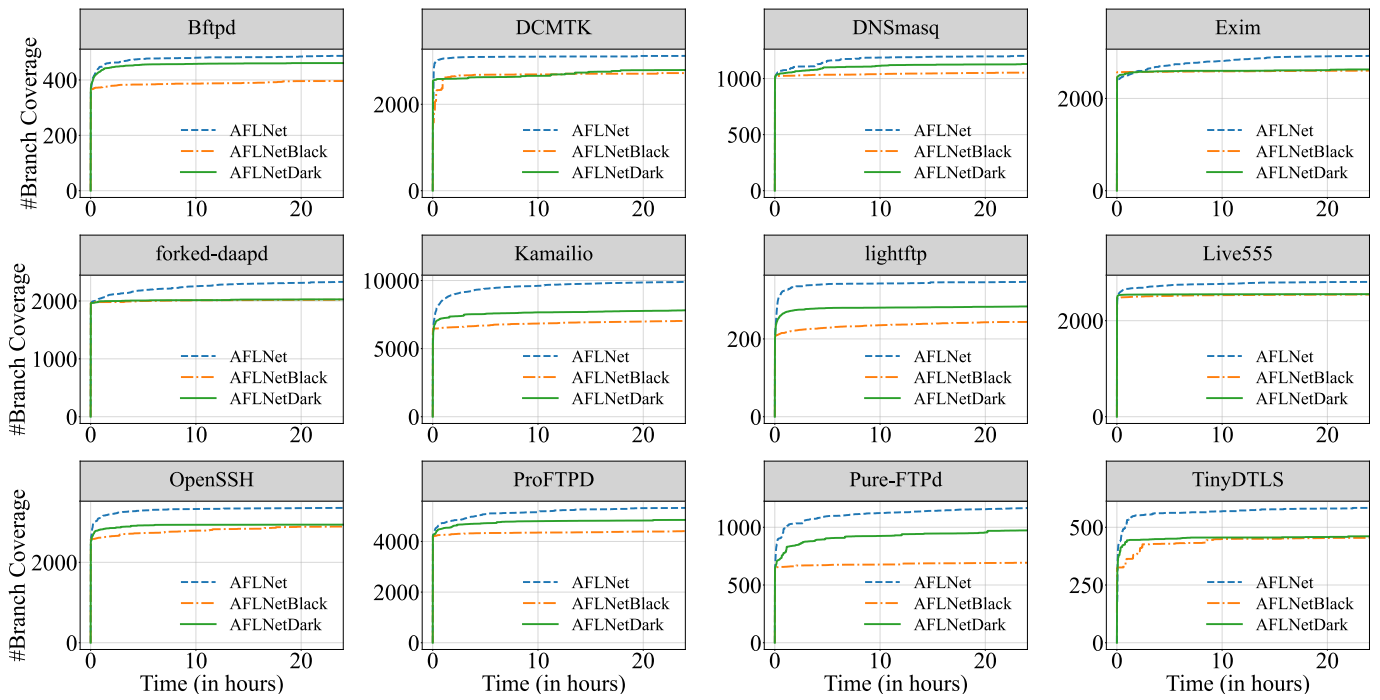 Bftpd
DCMTK
DNSmasq
Exim
#Branch Coverage
400
200
0
0
10
20
AFLNet
AFLNetBlack
AFLNetDark
2000
0
0
10
20
AFLNet
AFLNetBlack
AFLNetDark
1000
500
0
0
10
20
AFLNet
AFLNetBlack
AFLNetDark
2000
0
0
10
20
AFLNet
AFLNetBlack
AFLNetDark
forked-daapd
Kamailio
lightftp
Live555
#Branch Coverage
2000
1000
0
0
10
20
AFLNet
AFLNetBlack
AFLNetDark
10000
5000
0
0
10
20
AFLNet
AFLNetBlack
AFLNetDark
200
0
0
10
20
AFLNet
AFLNetBlack
AFLNetDark
2000
0
0
10
20
AFLNet
AFLNetBlack
AFLNetDark
OpenSSH
ProFTPD
Pure-FTPd
TinyDTLS
#Branch Coverage
2000
0
0
10
20
AFLNet
AFLNetBlack
AFLNetDark
Time (in hours)
4000
2000
0
0
10
20
AFLNet
AFLNetBlack
AFLNetDark
Time (in hours)
1000
500
0
0
10
20
AFLNet
AFLNetBlack
AFLNetDark
Time (in hours)
500
250
0
0
10
20
AFLNet
AFLNetBlack
AFLNetDark
Time (in hours)